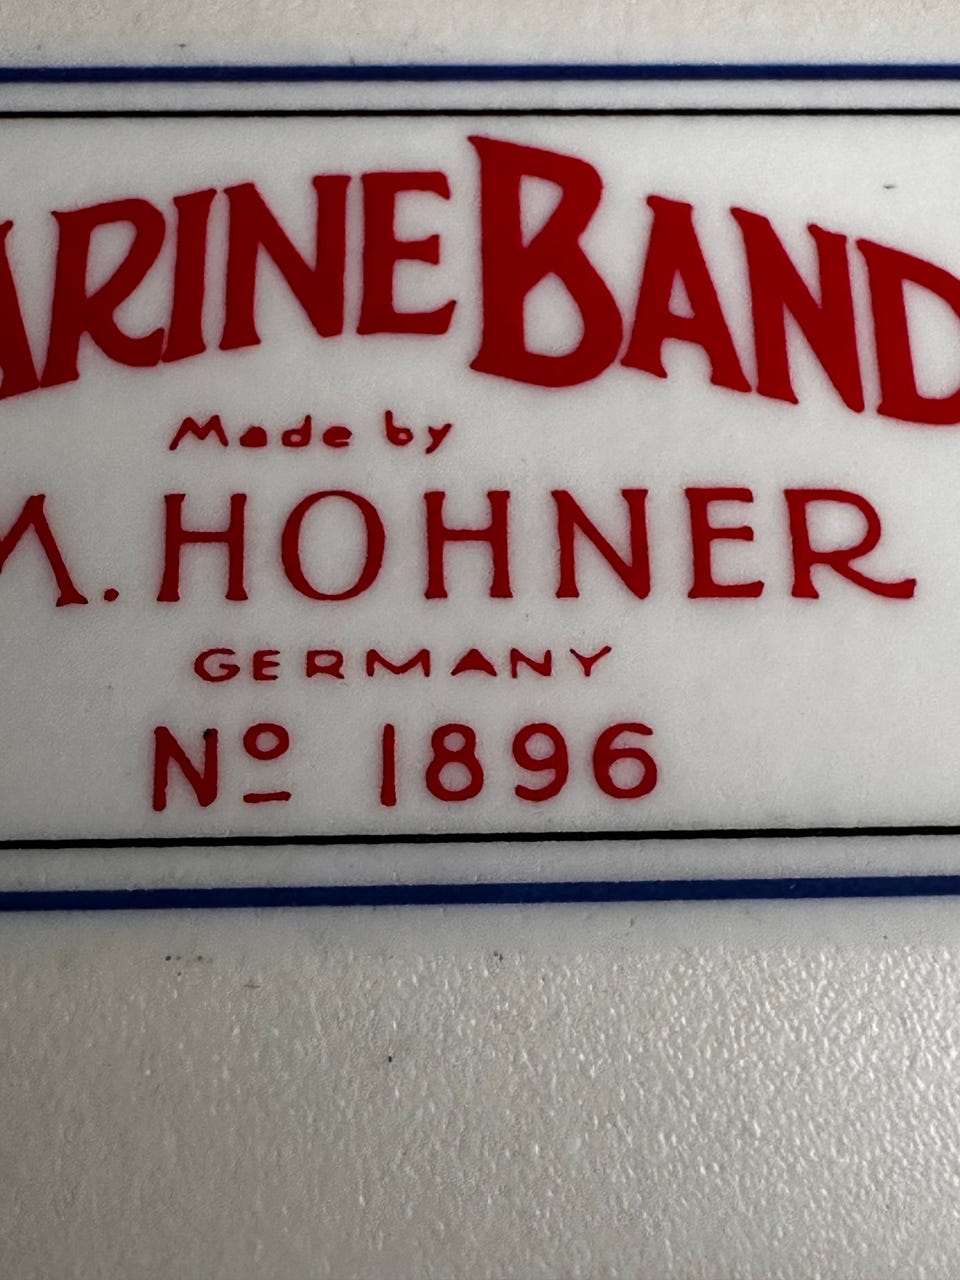 ARINE BAND
Made by
M. HOHNER
GERMANY
Nº 1896